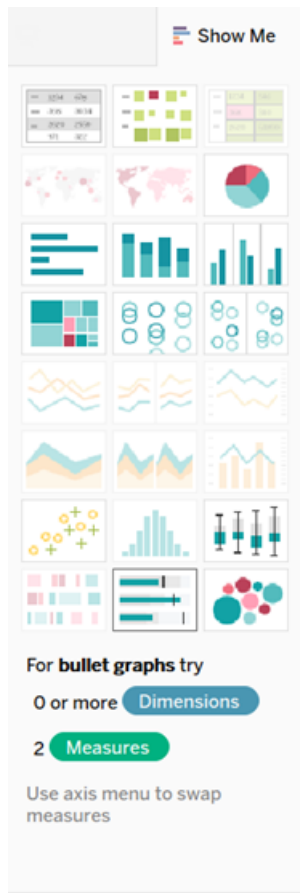 Show Me
For bullet graphs try
0 or more Dimensions
2 Measures
Use axis menu to swap
measures